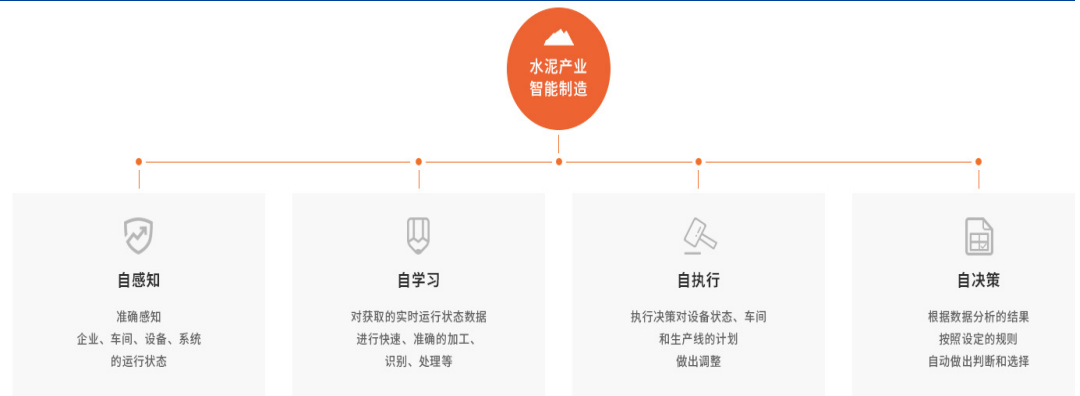 水泥产业
智能制造
自感知
准确感知
企业、车间、设备、系统
的运行状态
自学习
对获取的实时运行状态数据
进行快速、准确的加工、
识别、处理等
自执行
执行决策对设备状态、车间
和生产线的计划
做出调整
自决策
根据数据分析的结果
按照设定的规则
自动做出判断和选择